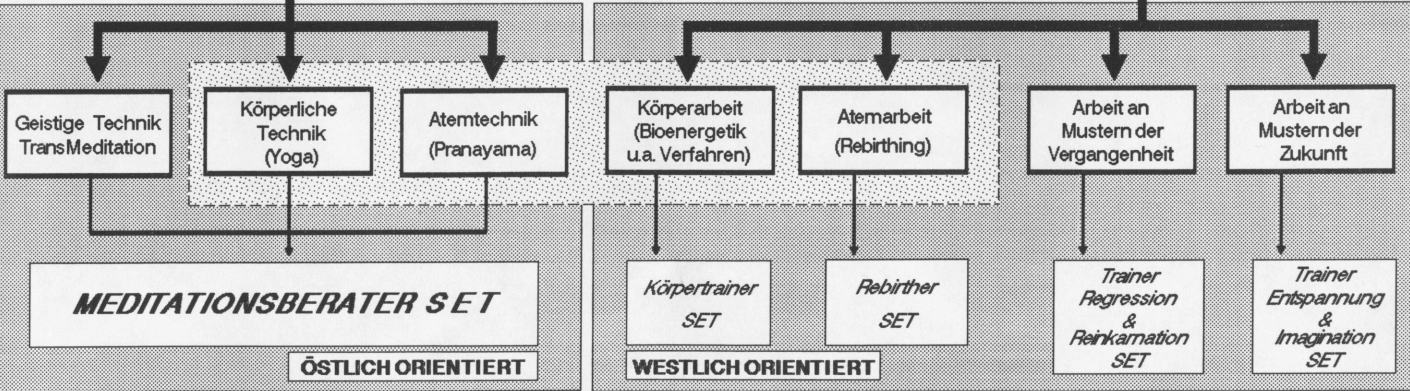 Geistige Technik
TransMeditation
Körperliche
Technik
(Yoga)
Atemtechnik
(Pranayama)
Körperarbeit
(Bioenergetik
u.a. Verfahren)
Atemarbeit
(Rebirthing)
Arbeit an
Mustern der
Vergangenheit
Arbeit an
Mustern der
Zukunft
MEDITATIONSBERATER S E T
Körpertrainer
SET
Rebirther
SET
Trainer
Regression
&
Reinkarnation
SET
Trainer
Entspannung
&
Imagination
SET
ÖSTLICH ORIENTIERT
WESTLICH ORIENTIERT